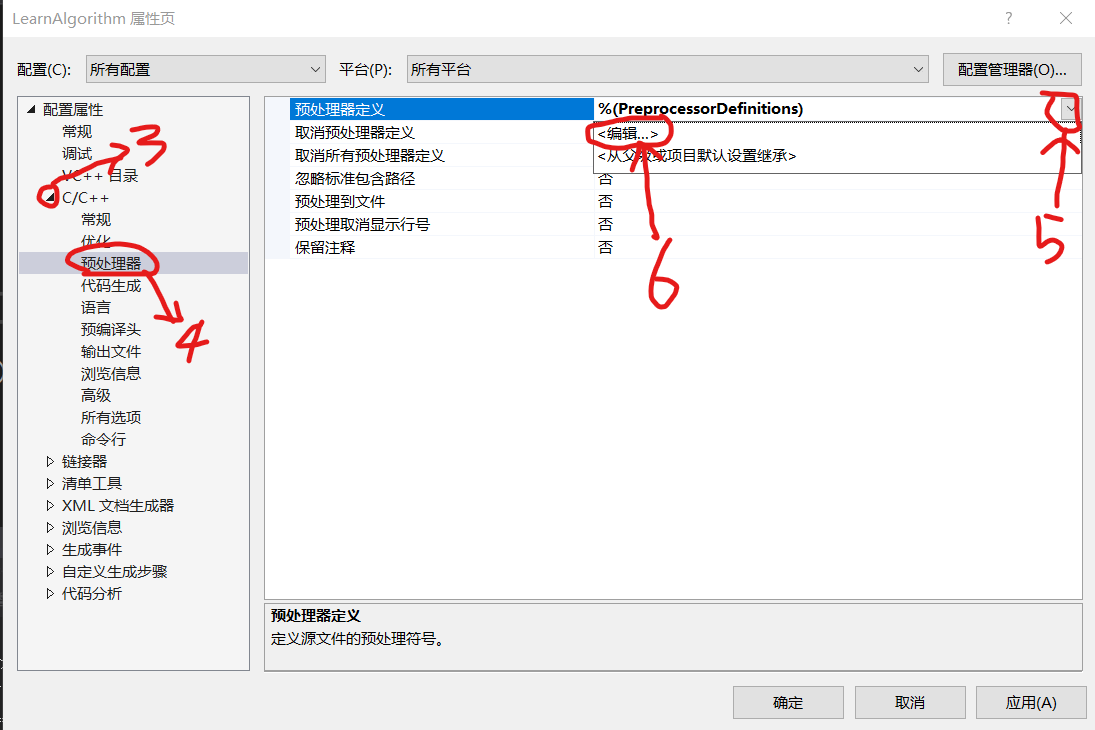 LearnAlgorithm 属性页
配置(C): 所有配置 平台(P): 所有平台 配置管理器(O)...
配置属性
常规
调试
VC++ 目录
C/C++
常规
优化
预处理器
代码生成
语言
预编译头
输出文件
浏览信息
高级
所有选项
命令行
链接器
清单工具
XML 文档生成器
浏览信息
生成事件
自定义生成步骤
代码分析
3
4
预处理器定义 %(PreprocessorDefinitions)
取消预处理器定义 <编辑...>
取消所有预处理器定义 <从父级或项目默认设置继承>
忽略标准包含路径 否
预处理到文件 否
预处理取消显示行号 否
保留注释 否
5
6
预处理器定义
定义源文件的预处理符号。
确定 取消 应用(A)